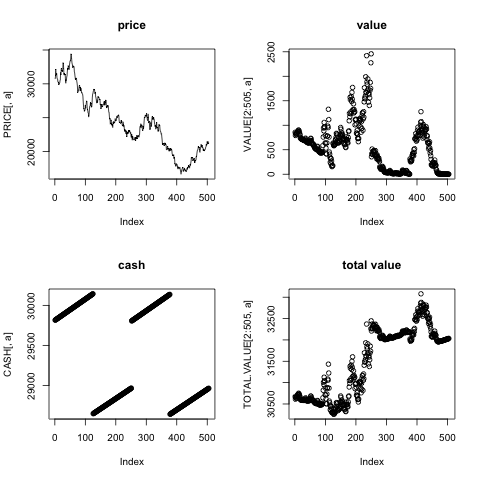 price
PRICE[, a]
20000 30000
0 100 200 300 400 500
Index
value
VALUE[2:505, a]
0 500 1500 2500
0 100 200 300 400 500
Index
cash
CASH[, a]
29000 29500 30000
0 100 200 300 400 500
Index
total value
TOTAL.VALUE[2:505, a]
30500 31500 32500
0 100 200 300 400 500
Index